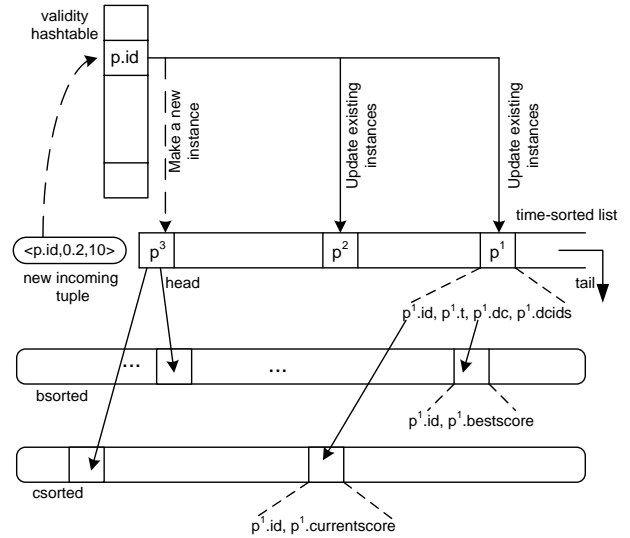 validity
hashtable
p.id
Make a new
instance
Update existing
instances
Update existing
instances
time-sorted list
<p.id,0.2,10>
p³
p²
p¹
new incoming
tuple
head
tail
p¹.id, p¹.t, p¹.dc, p¹.dcids
...
...
bsorted
p¹.id, p¹.bestscore
csorted
p¹.id, p¹.currentscore